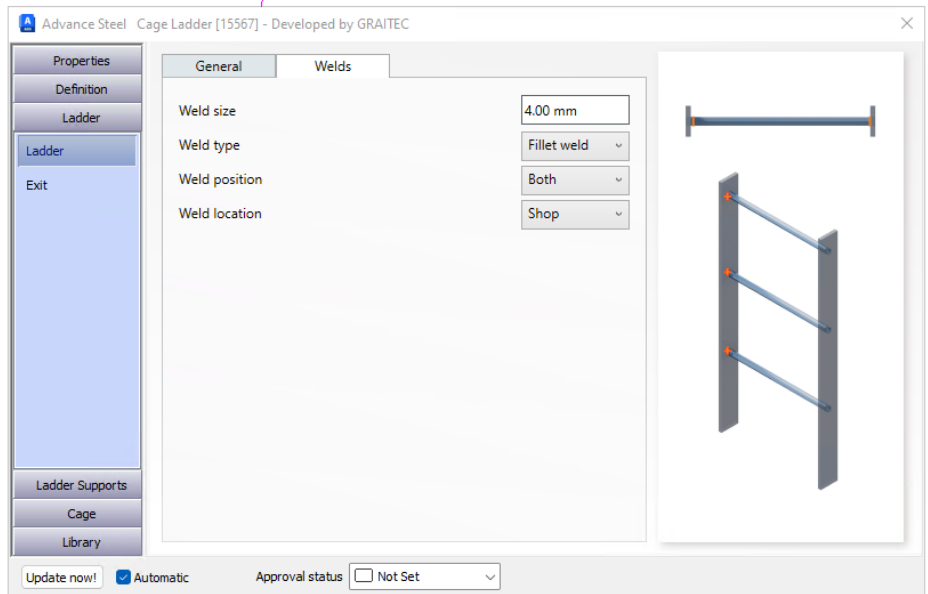 Advance Steel Cage Ladder [15567] - Developed by GRAITEC
Properties
Definition
Ladder
Ladder
Exit
Ladder Supports
Cage
Library
General Welds
Weld size 4.00 mm
Weld type Fillet weld
Weld position Both
Weld location Shop
Update now! Automatic Approval status Not Set